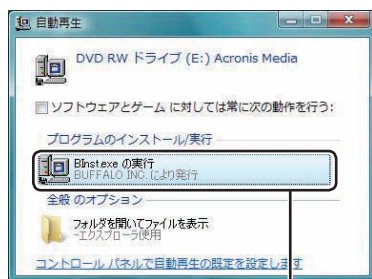 自動再生
DVD RW ドライブ (E:) Acronis Media
ソフトウェアとゲーム に対しては常に次の動作を行う:
プログラムのインストール/実行
BInst.exe の実行
BUFFALO INC. により発行
全般 のオプション
フォルダを開いてファイルを表示
-エクスプローラ使用
コントロール パネルで自動再生の既定を設定します